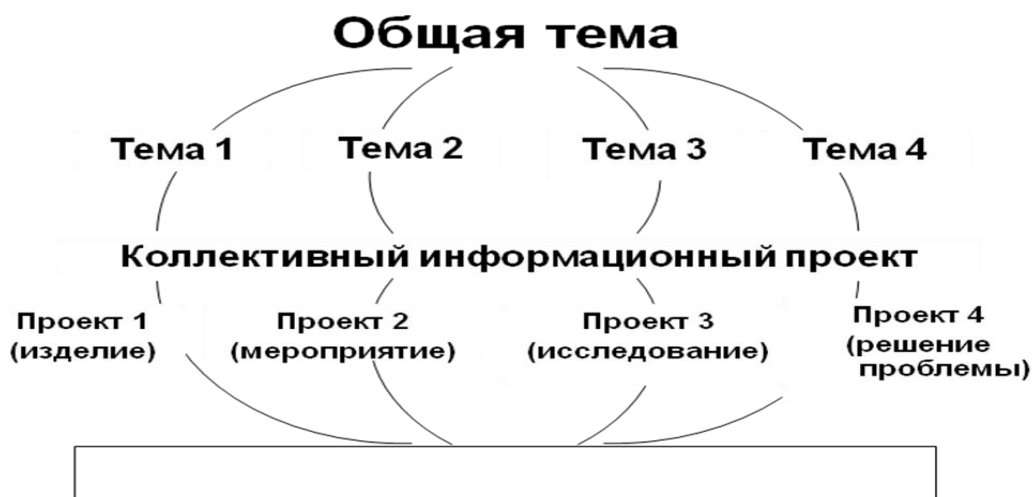 Общая тема
Тема 1 Тема 2 Тема 3 Тема 4
Коллективный информационный проект
Проект 1 Проект 2 Проект 3 Проект 4
(изделие) (мероприятие) (исследование) (решение
проблемы)